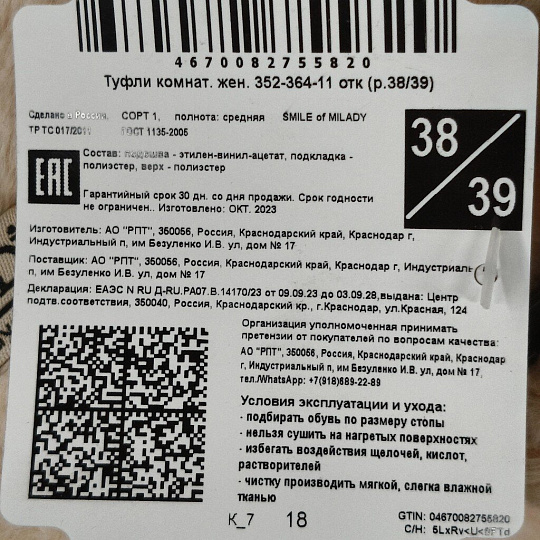 4670082755820
Туфли комнат. жен. 352-364-11 отк (р.38/39)
Сделано в России. СОРТ 1, полнота: средняя SMILE of MILADY
ТР ТС 017/2011 ГОСТ 1135-2005
38
39
EAC
Состав: подошва - этилен-винил-ацетат, подкладка -
полиэстер, верх - полиэстер
Гарантийный срок 30 дн. со дня продажи. Срок годности
не ограничен.. Изготовлено: ОКТ. 2023
Изготовитель: АО "РПТ", 350056, Россия, Краснодарский край, Краснодар г,
Индустриальный п, им Безуленко И.В. ул, дом № 17
Поставщик: АО "РПТ", 350056, Россия, Краснодарский край, Краснодар г, Индустриаль
п, им Безуленко И.В. ул, дом № 17
Декларация: ЕАЭС N RU Д-RU.РА07.В.14170/23 от 09.09.23 до 03.09.28,выдана: Центр
подтв.соответствия, 350040, Россия, Краснодарский кр., г.Краснодар, ул.Красная, 124
Организация уполномоченная принимать
претензии от покупателей по вопросам качества:
АО "РПТ", 350056, Россия, Краснодарский край, Краснодар
г, Индустриальный п, им Безуленко И.В. ул, дом № 17,
тел./WhatsApp: +7(918)689-22-89
Условия эксплуатации и ухода:
- подбирать обувь по размеру стопы
- нельзя сушить на нагретых поверхностях
- избегать воздействия щелочей, кислот,
растворителей
- чистку производить мягкой, слегка влажной
тканью
К_7 18
GTIN: 04670082755820
С/Н: